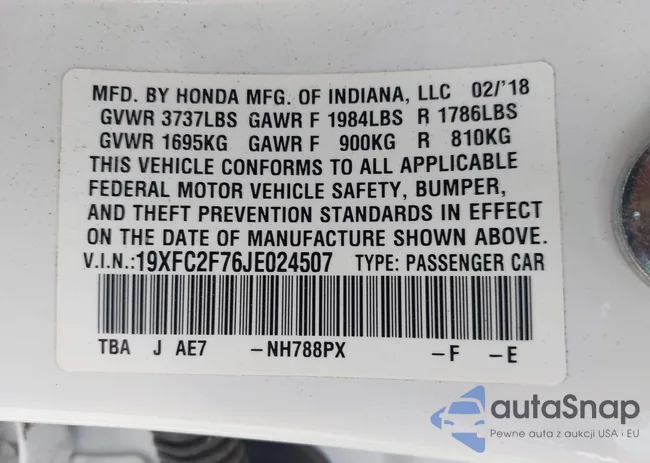 MFD. BY HONDA MFG. OF INDIANA, LLC 02/'18
GVWR 3737LBS GAWR F 1984LBS R 1786LBS
GVWR 1695KG GAWR F 900KG R 810KG
THIS VEHICLE CONFORMS TO ALL APPLICABLE
FEDERAL MOTOR VEHICLE SAFETY, BUMPER,
AND THEFT PREVENTION STANDARDS IN EFFECT
ON THE DATE OF MANUFACTURE SHOWN ABOVE.
V.I.N.:19XFC2F76JE024507 TYPE: PASSENGER CAR
TBA J AE7 –NH788PX –F –E
autaSnap
Pewne auta z aukcji USA i EU